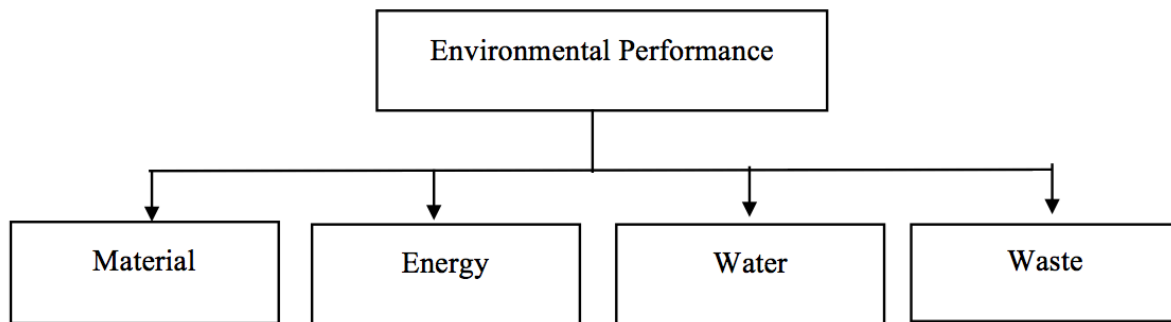 Environmental Performance
Material
Energy
Water
Waste